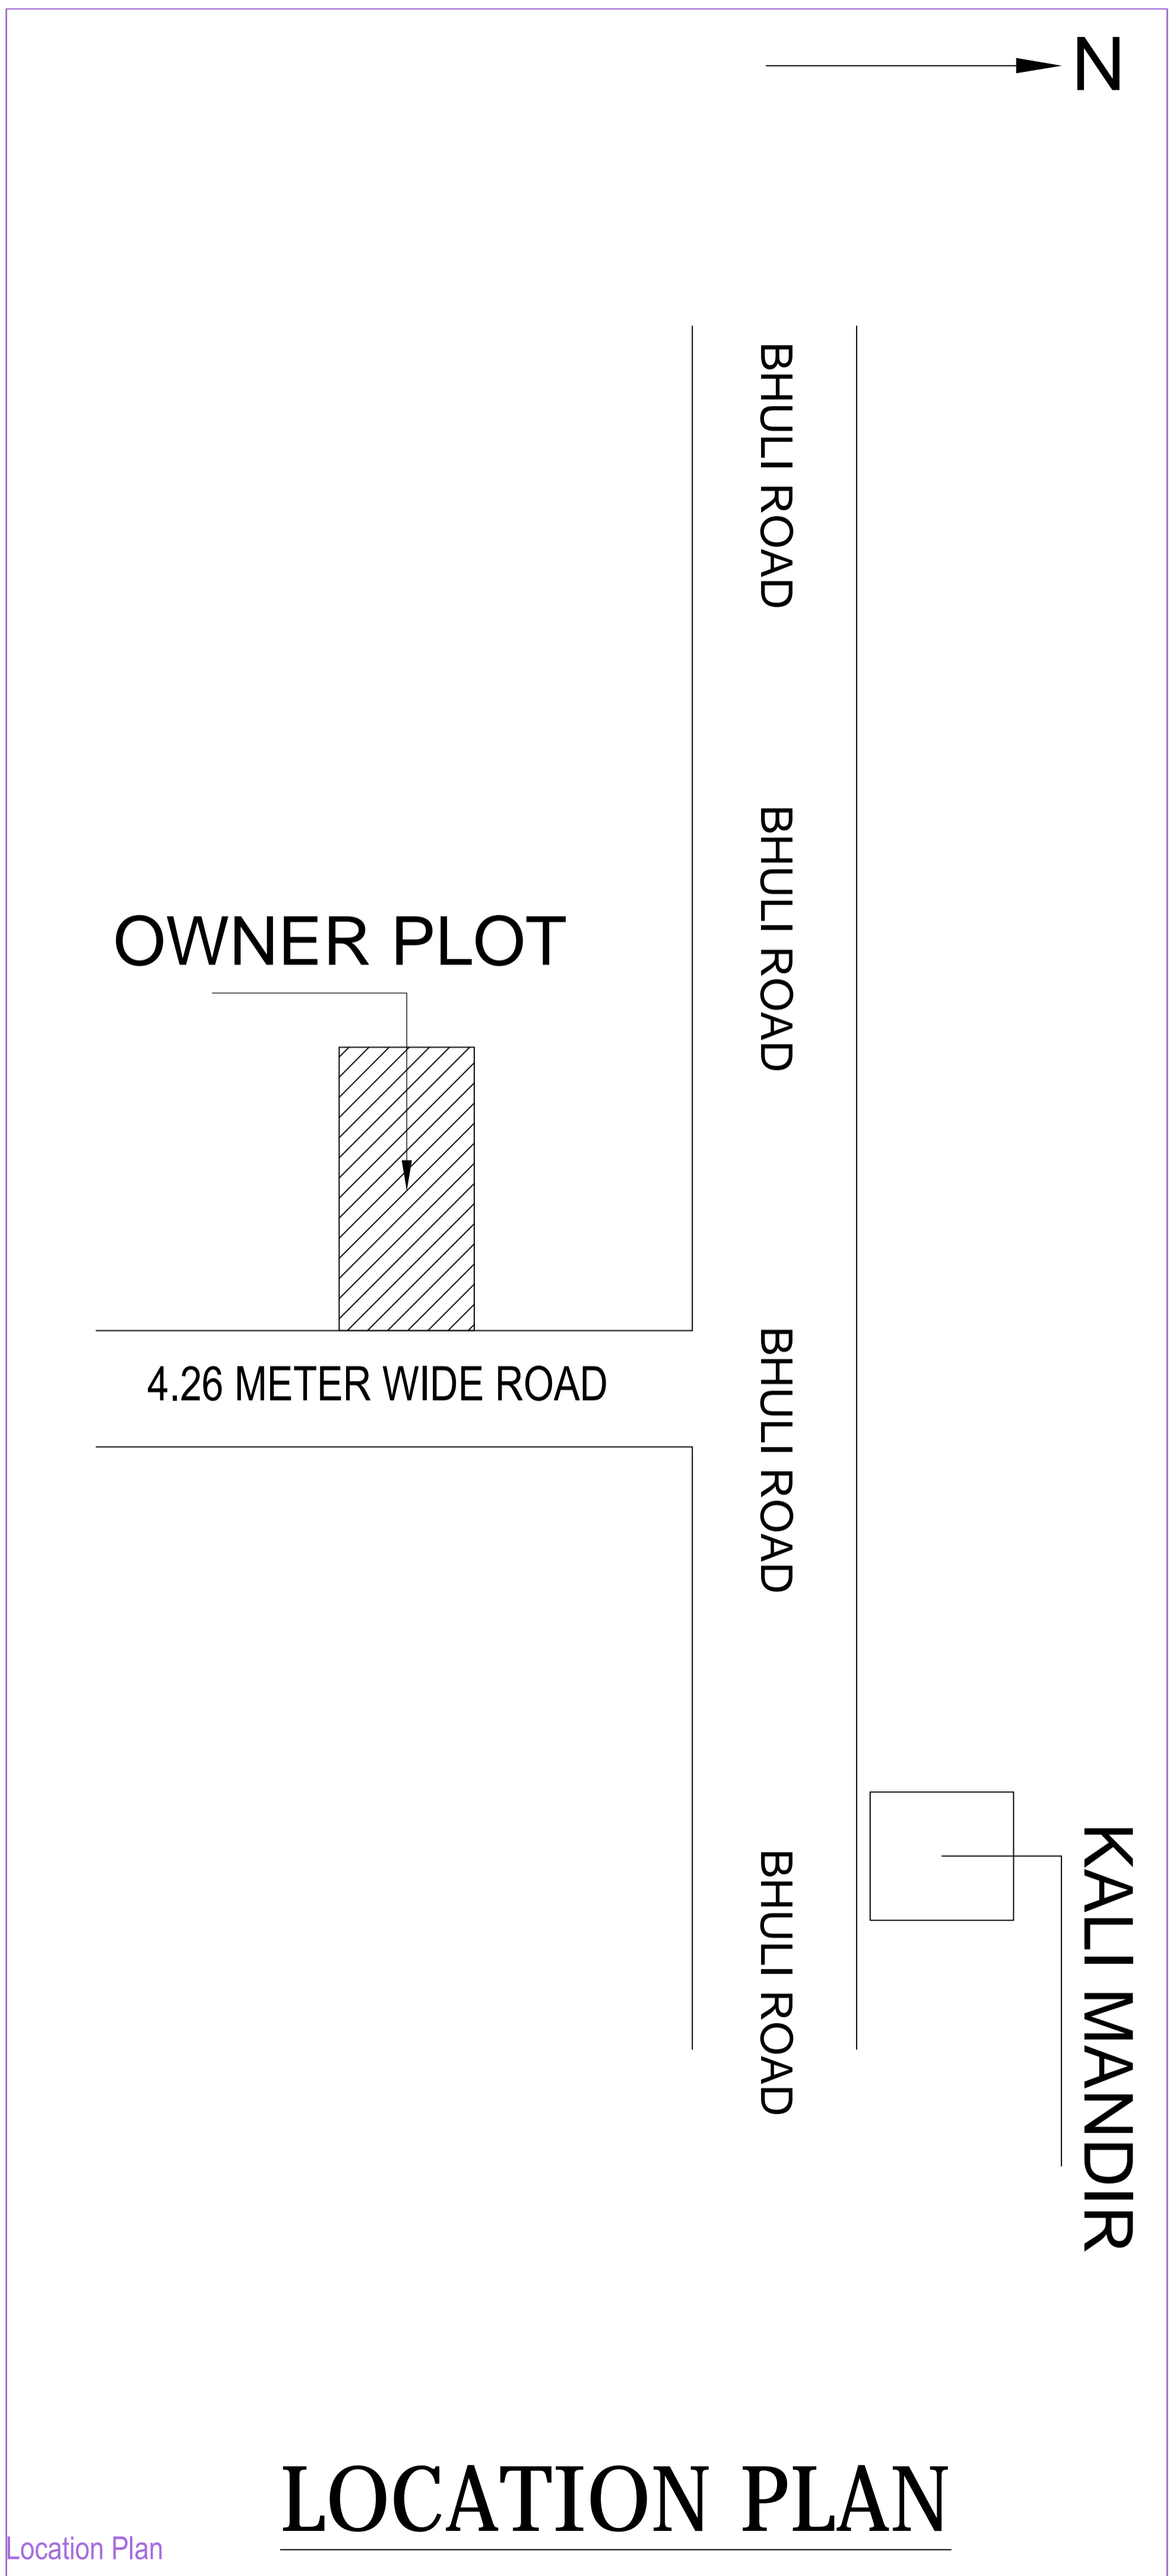 N
BHULI ROAD
BHULI ROAD
OWNER PLOT
BHULI ROAD
4.26 METER WIDE ROAD
BHULI ROAD
KALI MANDIR
LOCATION PLAN
Location Plan